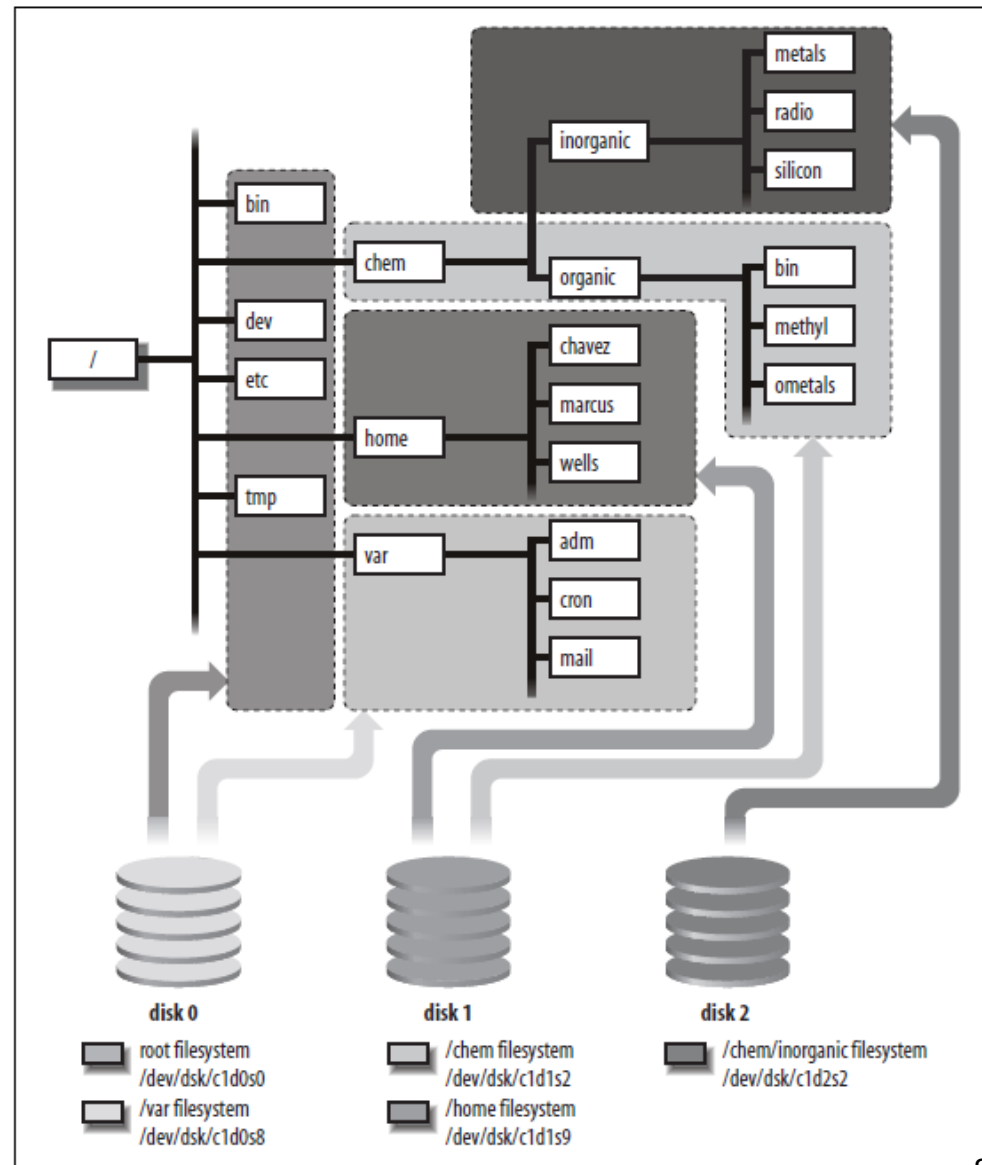 metals
radio
inorganic
silicon
bin
chem
organic
bin
dev
methyl
chavez
/
etc
ometals
marcus
home
wells
tmp
var
adm
cron
mail
disk 0
disk 1
disk 2
root filesystem
/dev/dsk/c1d0s0
/var filesystem
/dev/dsk/c1d0s8
/chem filesystem
/dev/dsk/c1d1s2
/home filesystem
/dev/dsk/c1d1s9
/chem/inorganic filesystem
/dev/dsk/c1d2s2